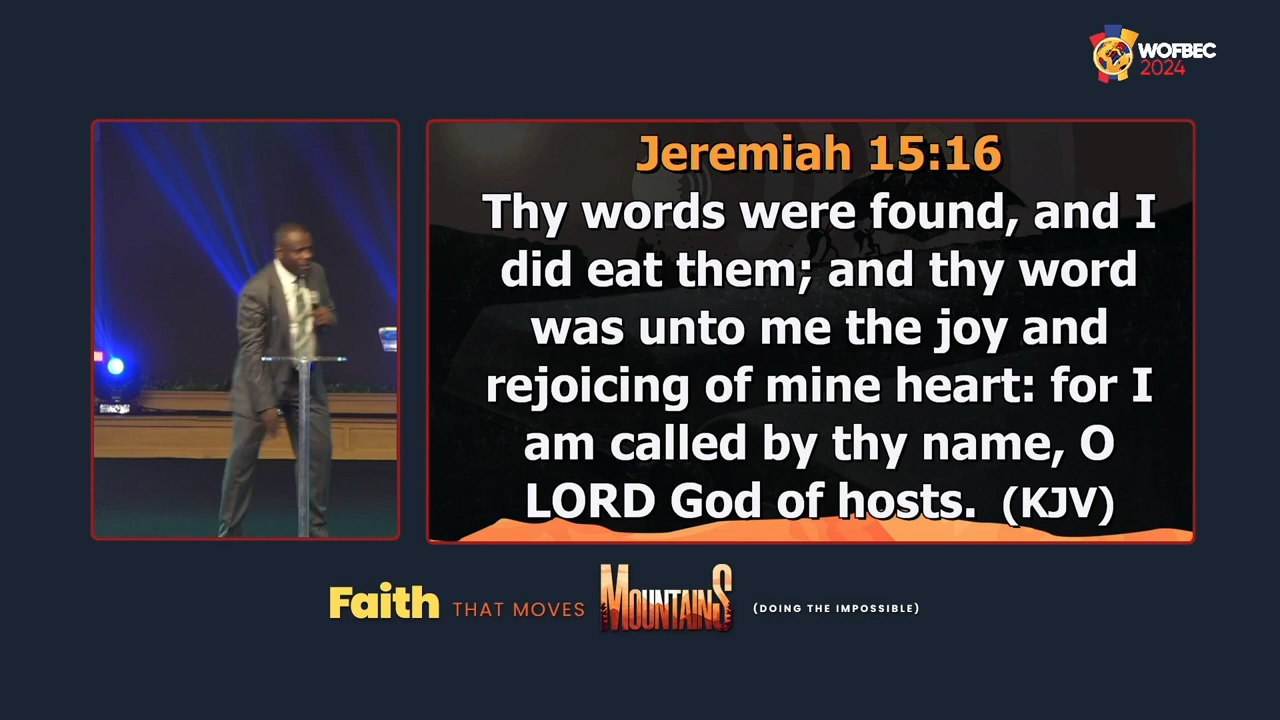 WOFBEC
2024
Jeremiah 15:16
Thy words were found, and I
did eat them; and thy word
was unto me the joy and
rejoicing of mine heart: for I
am called by thy name, O
LORD God of hosts. (KJV)
Faith THAT MOVES MOUNTAINS (DOING THE IMPOSSIBLE)